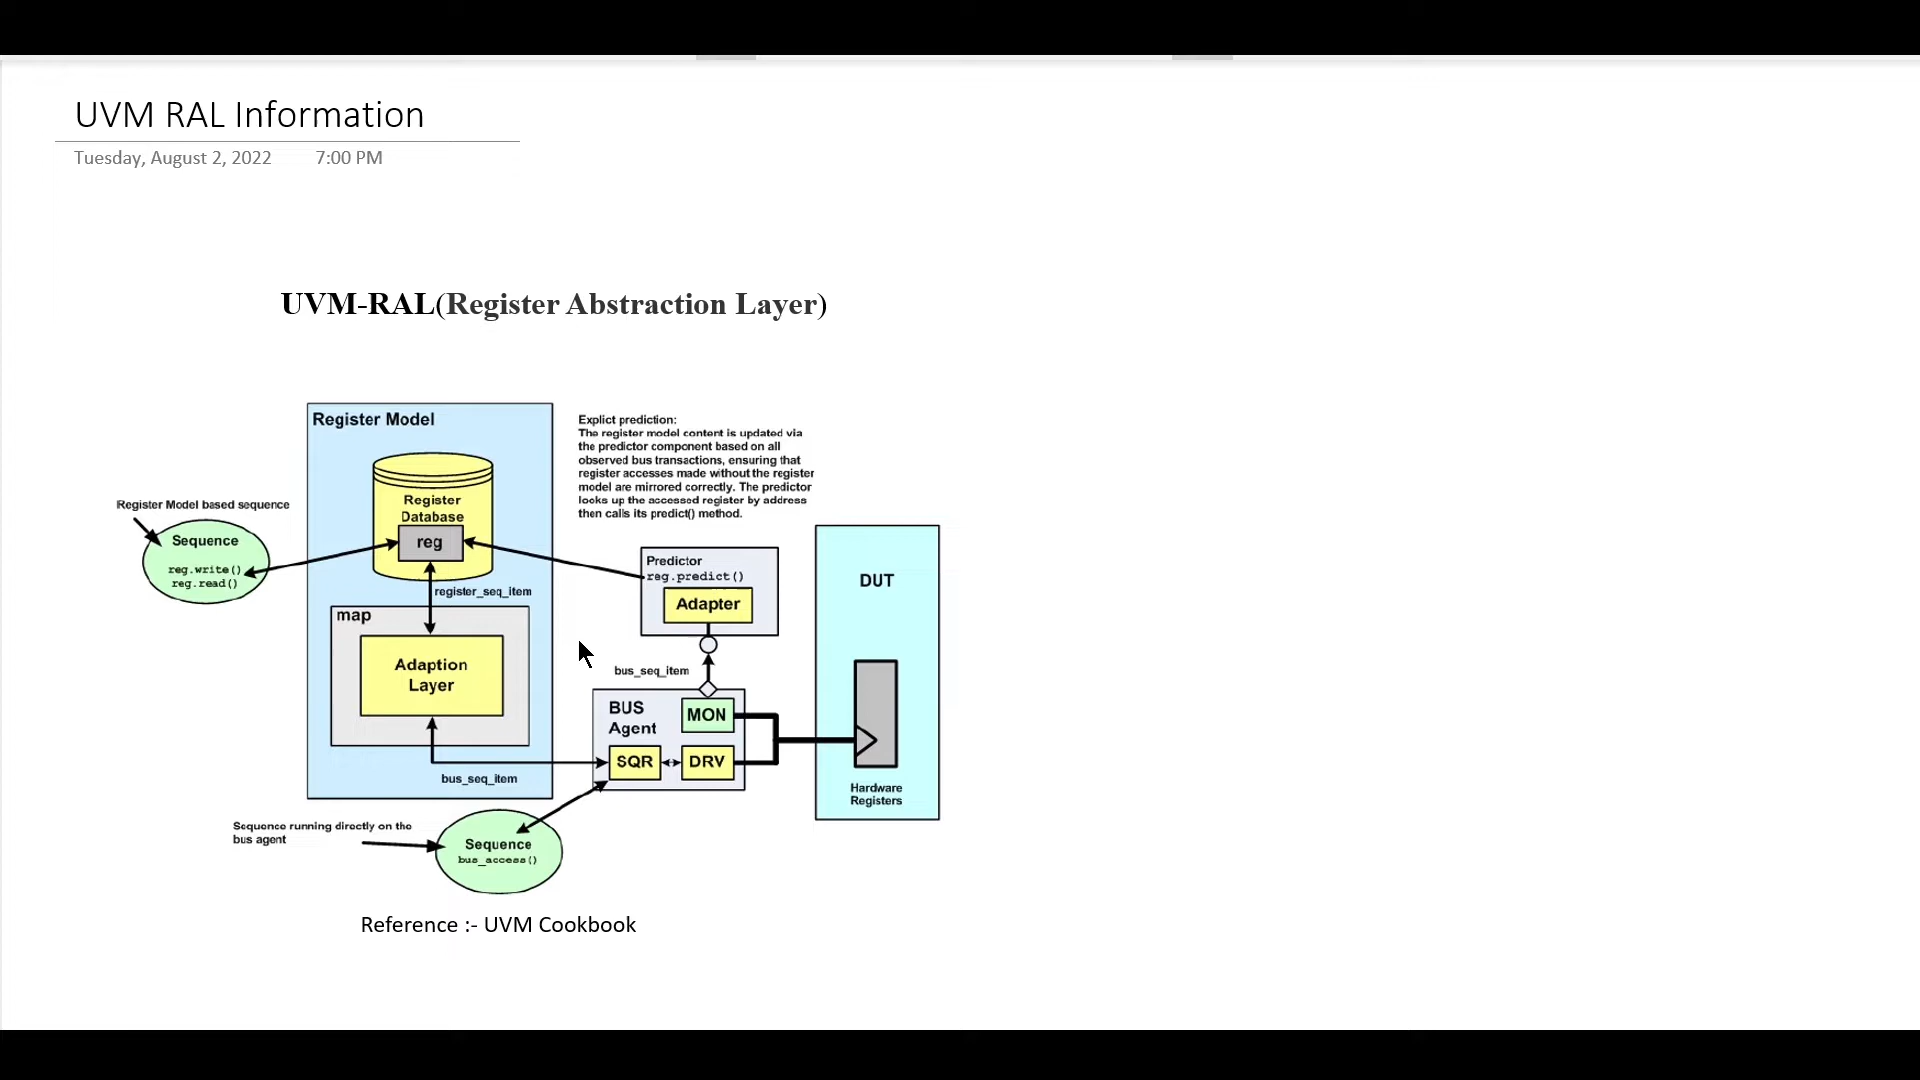 UVM RAL Information
Tuesday, August 2, 2022 7:00 PM
UVM-RAL(Register Abstraction Layer)
Register Model
Register
Database
reg
register_seq_item
map
Adaption
Layer
bus_seq_item
Register Model based sequence
Sequence
reg.write()
reg.read()
Explict prediction:
The register model content is updated via
the predictor component based on all
observed bus transactions, ensuring that
register accesses made without the register
model are mirrored correctly. The predictor
looks up the accessed register by address
then calls its predict() method.
Predictor
reg.predict()
Adapter
bus_seq_item
BUS
Agent
MON
SQR
DRV
DUT
Hardware
Registers
Sequence running directly on the
bus agent
Sequence
bus_access()
Reference :- UVM Cookbook